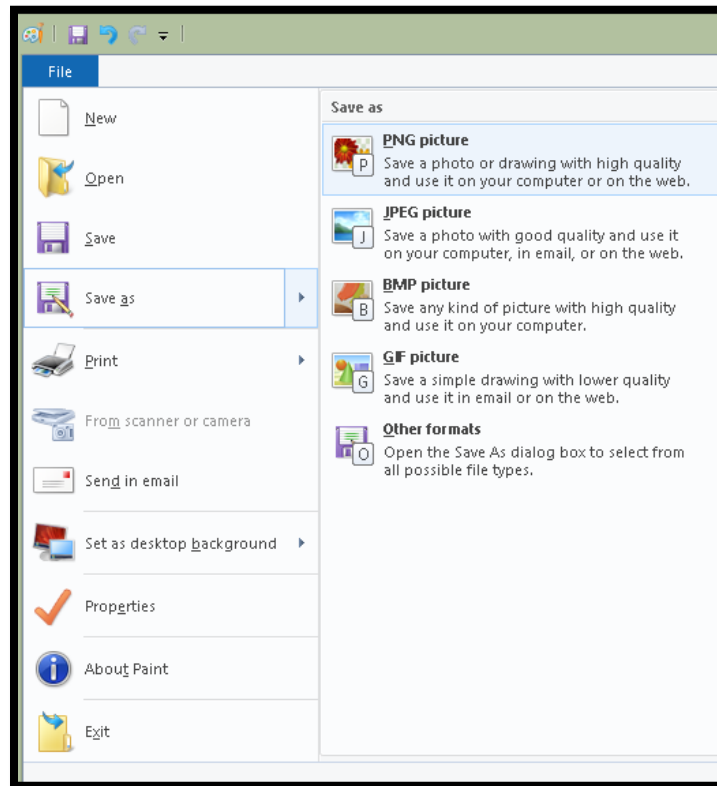 File
New
Open
Save
Save as
Print
From scanner or camera
Send in email
Set as desktop background
Properties
About Paint
Exit
Save as
PNG picture
P
Save a photo or drawing with high quality
and use it on your computer or on the web.
JPEG picture
J
Save a photo with good quality and use it
on your computer, in email, or on the web.
BMP picture
B
Save any kind of picture with high quality
and use it on your computer.
GIF picture
G
Save a simple drawing with lower quality
and use it in email or on the web.
Other formats
O
Open the Save As dialog box to select from
all possible file types.